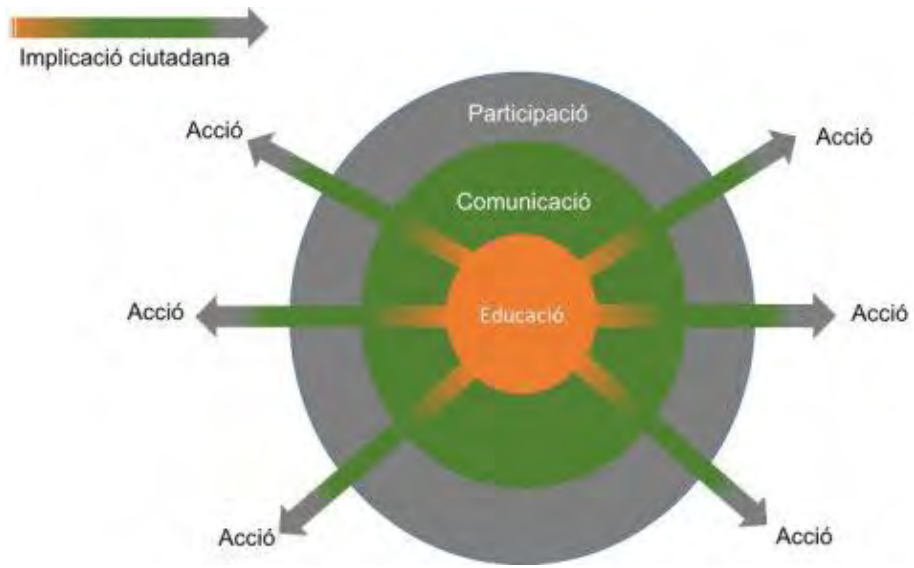 Implicació ciutadana
Participació
Acció
Acció
Comunicació
Acció
Educació
Acció
Acció
Acció